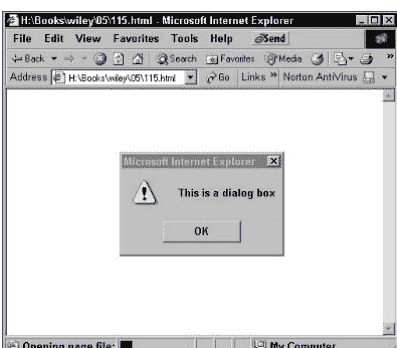 H:\Books\wiley\05\115.html - Microsoft Internet Explorer
File Edit View Favorites Tools Help Send
Back Search Favorites Media
Address H:\Books\wiley\05\115.html Go Links » Norton AntiVirus
Microsoft Internet Explorer
This is a dialog box
OK
Opening page file: My Computer